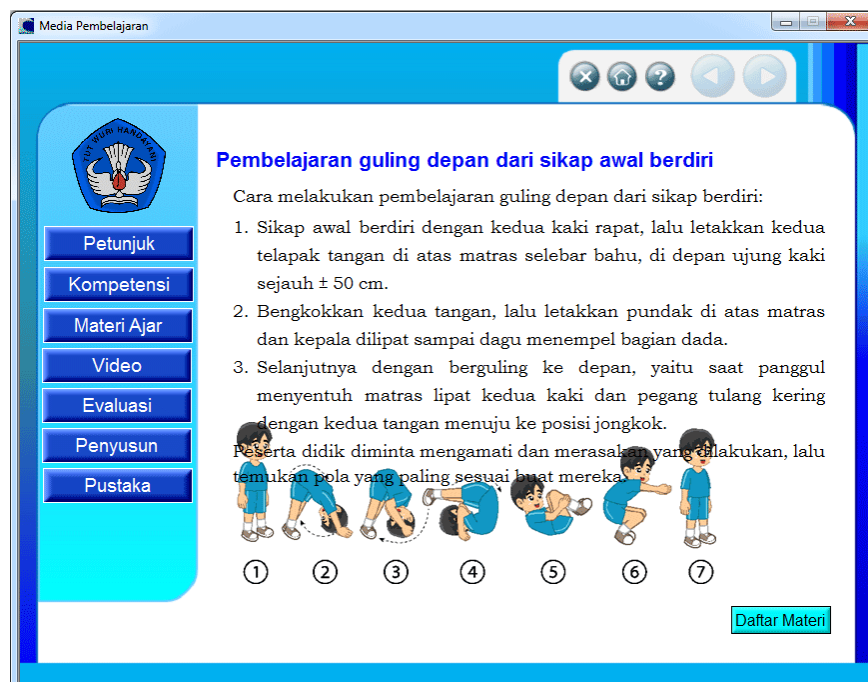 Media Pembelajaran
TUT WURI HANDAYANI
Petunjuk
Kompetensi
Materi Ajar
Video
Evaluasi
Penyusun
Pustaka
Pembelajaran guling depan dari sikap awal berdiri
Cara melakukan pembelajaran guling depan dari sikap berdiri:
1. Sikap awal berdiri dengan kedua kaki rapat, lalu letakkan kedua
telapak tangan di atas matras selebar bahu, di depan ujung kaki
sejauh ± 50 cm.
2. Bengkokkan kedua tangan, lalu letakkan pundak di atas matras
dan kepala dilipat sampai dagu menempel bagian dada.
3. Selanjutnya dengan berguling ke depan, yaitu saat panggul
menyentuh matras lipat kedua kaki dan pegang tulang kering
dengan kedua tangan menuju ke posisi jongkok.
Peserta didik diminta mengamati dan merasakan yang dilakukan, lalu
temukan pola yang paling sesuai buat mereka.
1 2 3 4 5 6 7
Daftar Materi